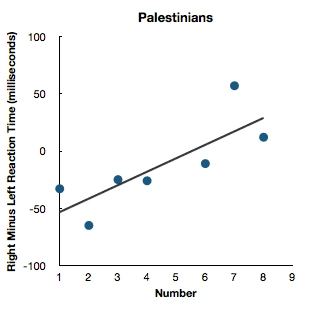 Palestinians
Right Minus Left Reaction Time (milliseconds)
100
50
0
-50
-100
1 2 3 4 5 6 7 8 9
Number